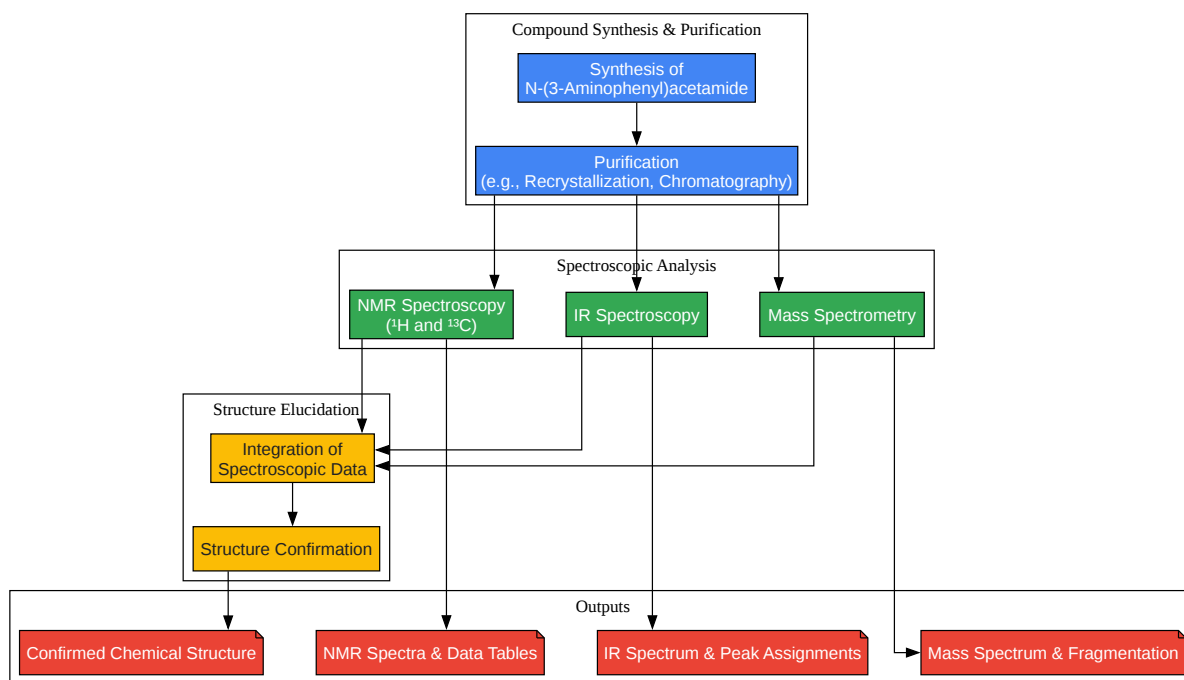 Compound Synthesis & Purification
Synthesis of
N-(3-Aminophenyl)acetamide
Purification
(e.g., Recrystallization, Chromatography)
Spectroscopic Analysis
NMR Spectroscopy
(¹H and ¹³C)
IR Spectroscopy
Mass Spectrometry
Structure Elucidation
Integration of
Spectroscopic Data
Structure Confirmation
Outputs
Confirmed Chemical Structure
NMR Spectra & Data Tables
IR Spectrum & Peak Assignments
Mass Spectrum & Fragmentation